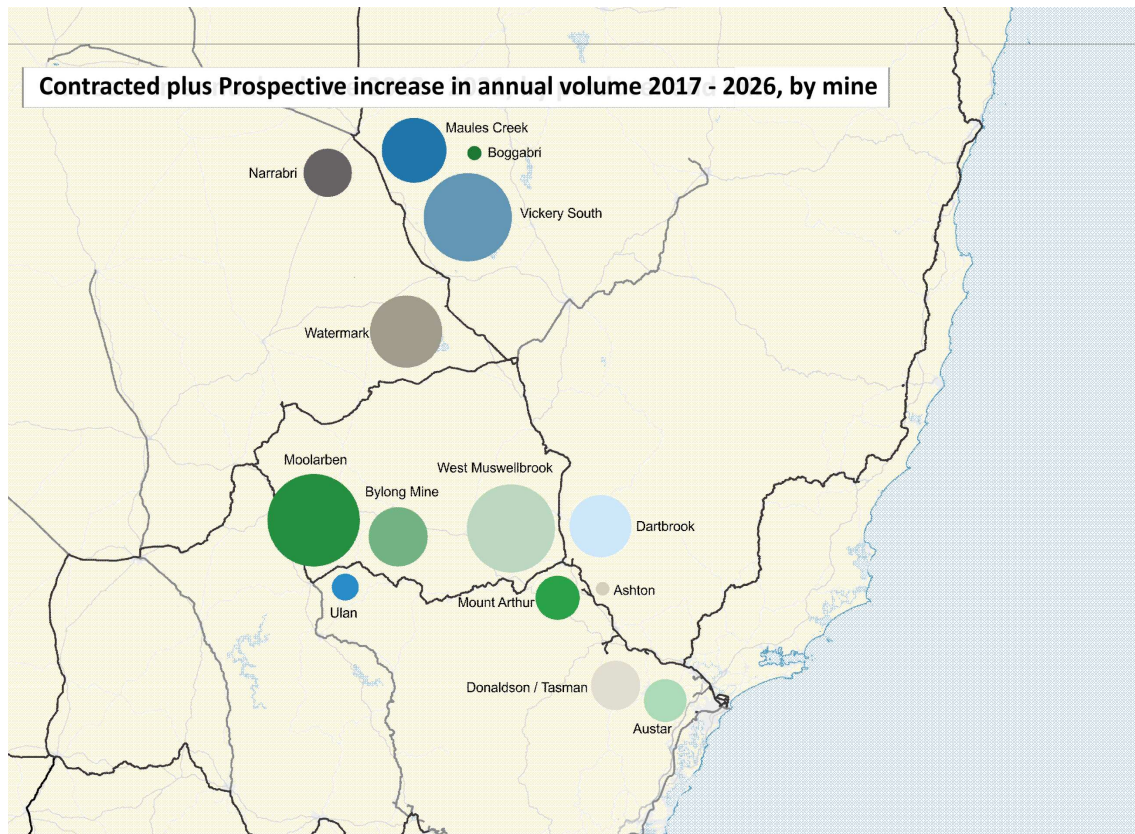 Contracted plus Prospective increase in annual volume 2017 - 2026, by mine
Maules Creek
Boggabri
Narrabri
Vickery South
Watermark
Moolarben
West Muswellbrook
Bylong Mine
Dartbrook
Ashton
Mount Arthur
Ulan
Donaldson / Tasman
Austar